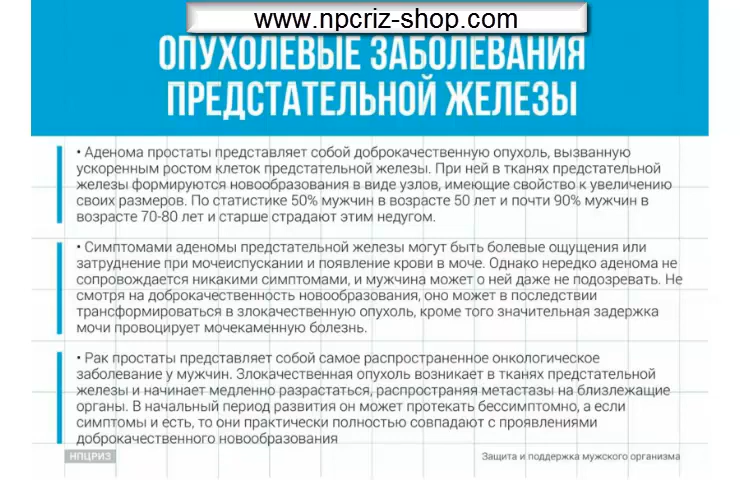 www.npcriz-shop.com
ОПУХОЛЕВЫЕ ЗАБОЛЕВАНИЯ
ПРЕДСТАТЕЛЬНОЙ ЖЕЛЕЗЫ
• Аденома простаты представляет собой доброкачественную опухоль, вызванную
ускоренным ростом клеток предстательной железы. При ней в тканях предстательной
железы формируются новообразования в виде узлов, имеющие свойство к увеличению
своих размеров. По статистике 50% мужчин в возрасте 50 лет и почти 90% мужчин в
возрасте 70-80 лет и старше страдают этим недугом.
• Симптомами аденомы предстательной железы могут быть болевые ощущения или
затруднение при мочеиспускании и появление крови в моче. Однако нередко аденома не
сопровождается никакими симптомами, и мужчина может о ней даже не подозревать. Не
смотря на доброкачественность новообразования, оно может в последствии
трансформироваться в злокачественную опухоль, кроме того значительная задержка
мочи провоцирует мочекаменную болезнь.
• Рак простаты представляет собой самое распространенное онкологическое
заболевание у мужчин. Злокачественная опухоль возникает в тканях предстательной
железы и начинает медленно разрастаться, распространяя метастазы на близлежащие
органы. В начальный период развития он может протекать бессимптомно, а если
симптомы и есть, то они практически полностью совпадают с проявлениями
доброкачественного новообразования
НПЦРИЗ
Защита и поддержка мужского организма